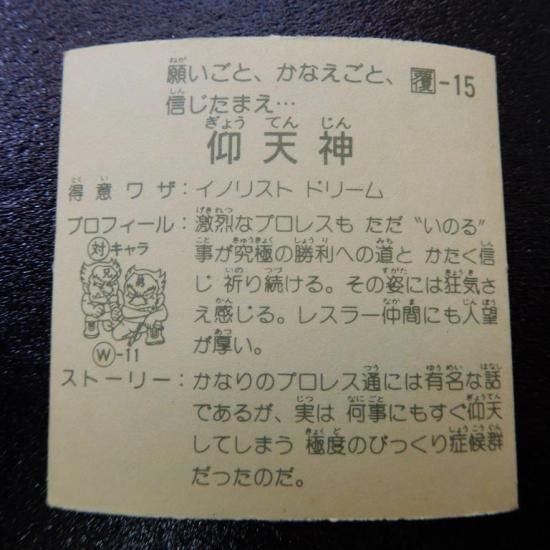 願いごと、かなえごと、 覆-15
信じたまえ…
仰天神
得意ワザ：イノリスト ドリーム
プロフィール：激烈なプロレスも ただ“いのる”
事が究極の勝利への道と かたく信
じ 祈り続ける。その姿には狂気さ
え感じる。レスラー仲間にも人望
が厚い。
対キャラ
兄 弟
W-11
ストーリー：かなりのプロレス通には有名な話
であるが、実は 何事にもすぐ仰天
してしまう 極度のびっくり症候群
だったのだ。